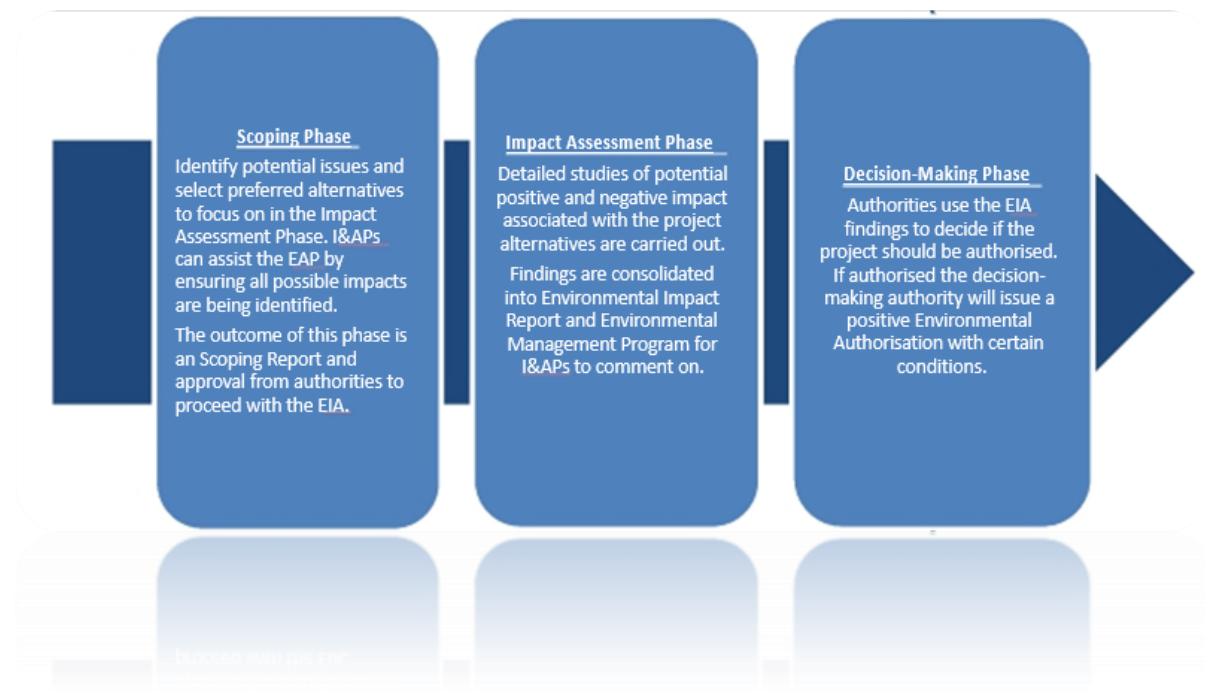 Scoping Phase
Identify potential issues and
select preferred alternatives
to focus on in the Impact
Assessment Phase. I&APs
can assist the EAP by
ensuring all possible impacts
are being identified.
The outcome of this phase is
an Scoping Report and
approval from authorities to
proceed with the EIA.
Impact Assessment Phase
Detailed studies of potential
positive and negative impact
associated with the project
alternatives are carried out.
Findings are consolidated
into Environmental Impact
Report and Environmental
Management Program for
I&APs to comment on.
Decision-Making Phase
Authorities use the EIA
findings to decide if the
project should be authorised.
If authorised the decision-
making authority will issue a
positive Environmental
Authorisation with certain
conditions.